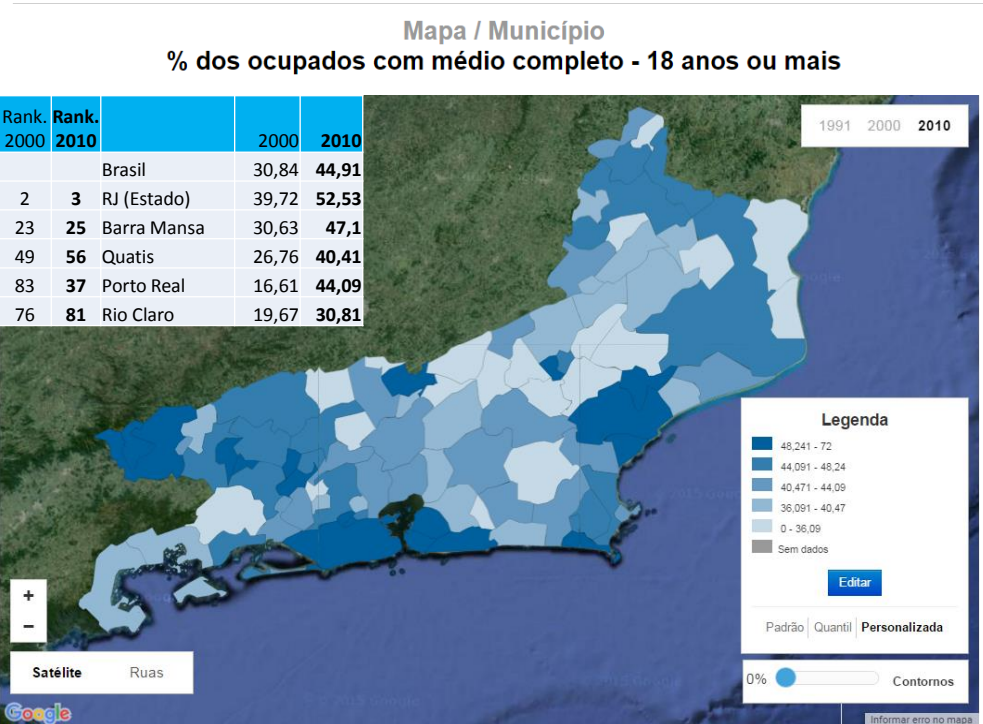 Mapa / Município
% dos ocupados com médio completo - 18 anos ou mais
Rank. 2000 Rank. 2010 2000 2010
Brasil 30,84 44,91
2 3 RJ (Estado) 39,72 52,53
23 25 Barra Mansa 30,63 47,1
49 56 Quatis 26,76 40,41
83 37 Porto Real 16,61 44,09
76 81 Rio Claro 19,67 30,81
1991 2000 2010
Legenda
48,241 - 72
44,091 - 48,24
40,471 - 44,09
36,091 - 40,47
0 - 36,09
Sem dados
Editar
Padrão Quantil Personalizada
0% Contornos
+
−
Satélite Ruas
Google
Informar erro no mapa